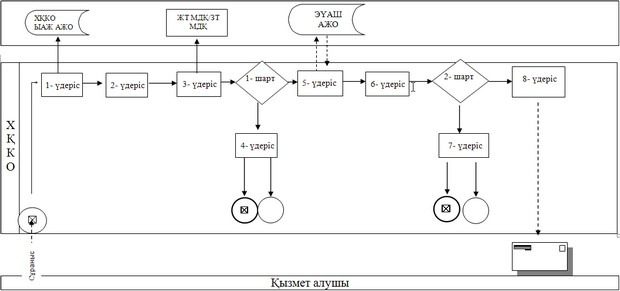 ХҚКО
ЫАЖ АЖО
ЖТ МДҚ/ЗТ
МДҚ
ЭҮАШ
АЖО
1- үдеріс
2- үдеріс
3- үдеріс
1- шарт
5- үдеріс
6- үдеріс
2- шарт
8- үдеріс
4- үдеріс
7- үдеріс
Х
Қ
К
О
Сұраныс
Қызмет алушы